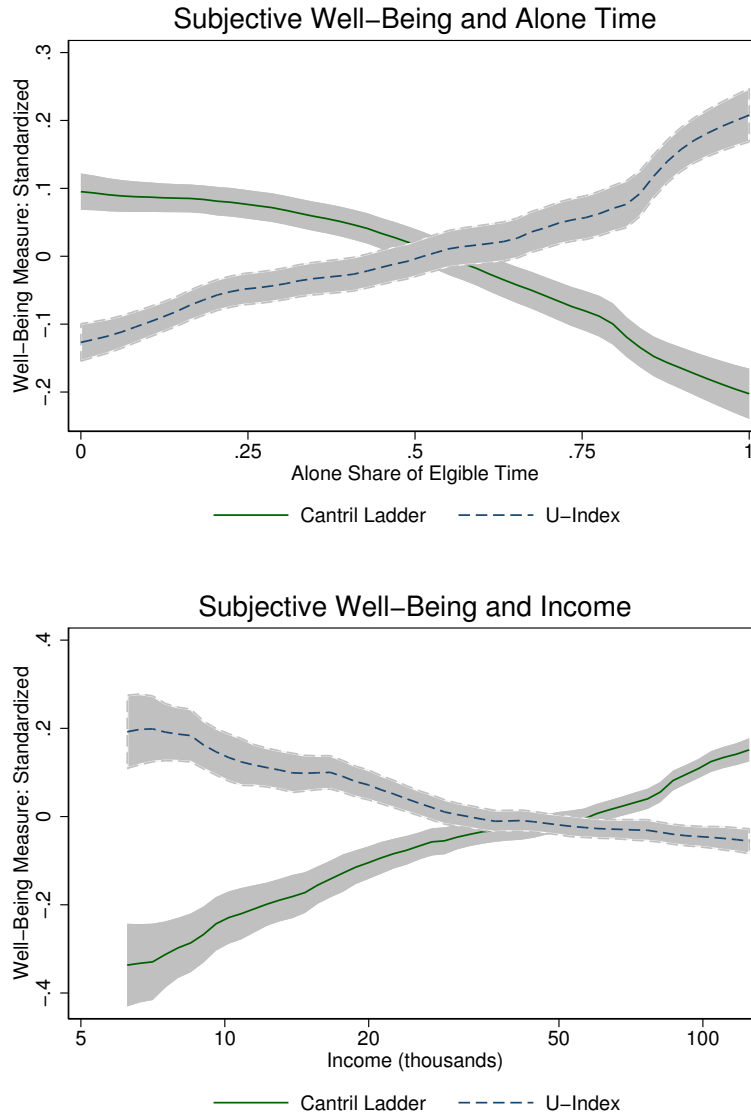 Subjective Well−Being and Alone Time
Well−Being Measure: Standardized
.3
.2
.1
0
−.1
−.2
0 .25 .5 .75 1
Alone Share of Elgible Time
Cantril Ladder U−Index
Subjective Well−Being and Income
Well−Being Measure: Standardized
.4
.2
0
−.2
−.4
5 10 20 50 100
Income (thousands)
Cantril Ladder U−Index